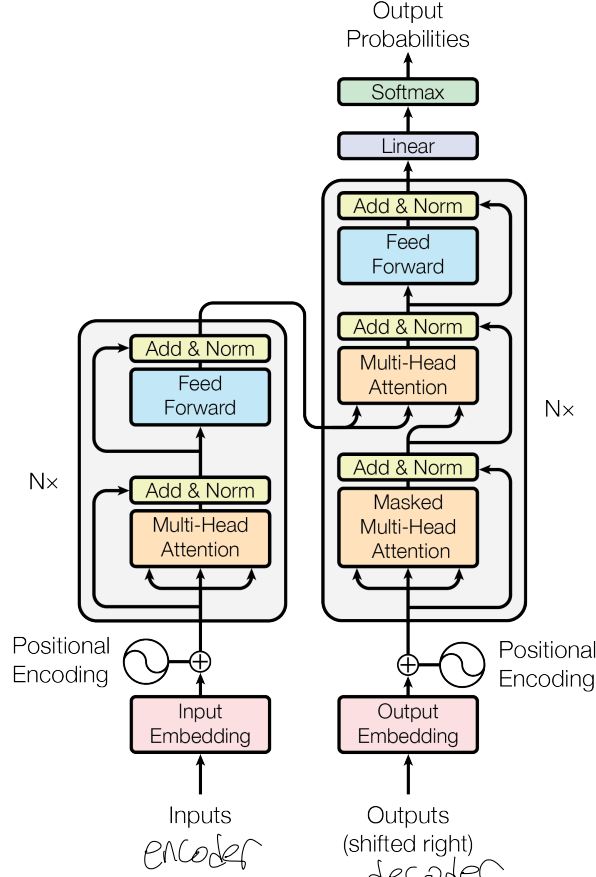 Output
Probabilities
Softmax
Linear
Add & Norm
Feed
Forward
Add & Norm
Multi-Head
Attention
Add & Norm
Masked
Multi-Head
Attention
N×
Add & Norm
Feed
Forward
Add & Norm
Multi-Head
Attention
N×
Positional
Encoding
Positional
Encoding
Input
Embedding
Output
Embedding
Inputs
encoder
Outputs
(shifted right)
decoder